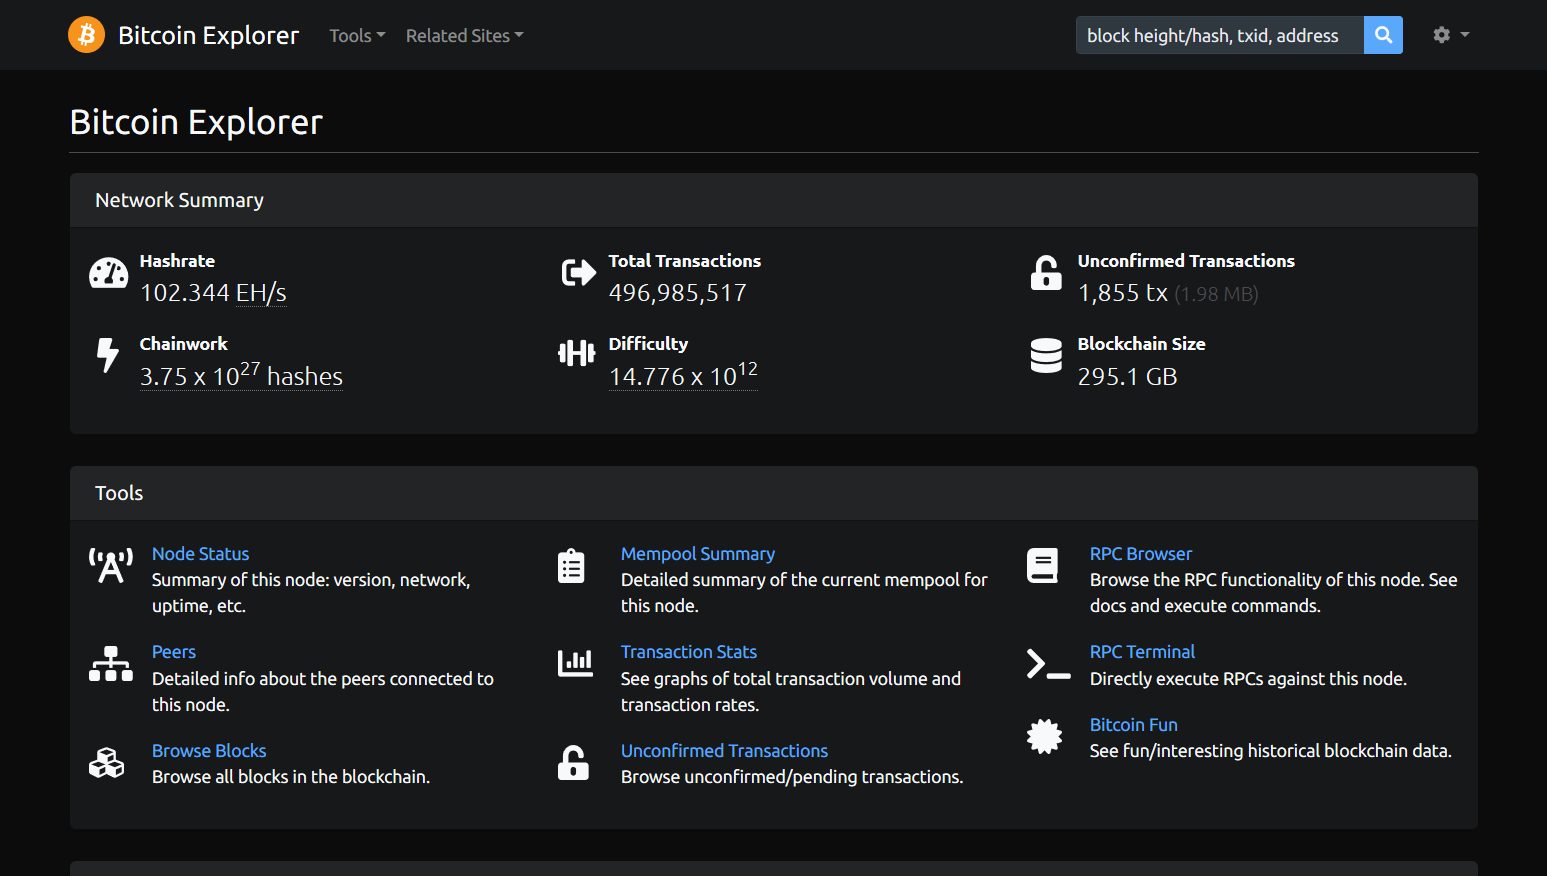 Bitcoin Explorer Tools Related Sites block height/hash, txid, address
Bitcoin Explorer
Network Summary
Hashrate
102.344 EH/s
Total Transactions
496,985,517
Unconfirmed Transactions
1,855 tx (1.98 MB)
Chainwork
3.75 x 10²⁷ hashes
Difficulty
14.776 x 10¹²
Blockchain Size
295.1 GB
Tools
Node Status
Summary of this node: version, network,
uptime, etc.
Peers
Detailed info about the peers connected to
this node.
Browse Blocks
Browse all blocks in the blockchain.
Mempool Summary
Detailed summary of the current mempool for
this node.
Transaction Stats
See graphs of total transaction volume and
transaction rates.
Unconfirmed Transactions
Browse unconfirmed/pending transactions.
RPC Browser
Browse the RPC functionality of this node. See
docs and execute commands.
RPC Terminal
Directly execute RPCs against this node.
Bitcoin Fun
See fun/interesting historical blockchain data.